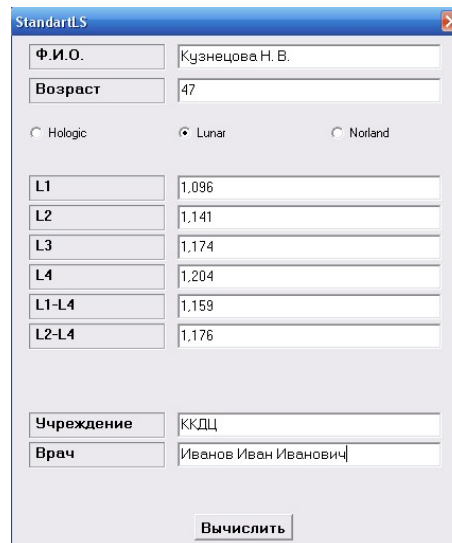 StandartLS
Ф.И.О. Кузнецова Н. В.
Возраст 47
Hologic Lunar Norland
L1 1,096
L2 1,141
L3 1,174
L4 1,204
L1-L4 1,159
L2-L4 1,176
Учреждение ККДЦ
Врач Иванов Иван Иванович
Вычислить